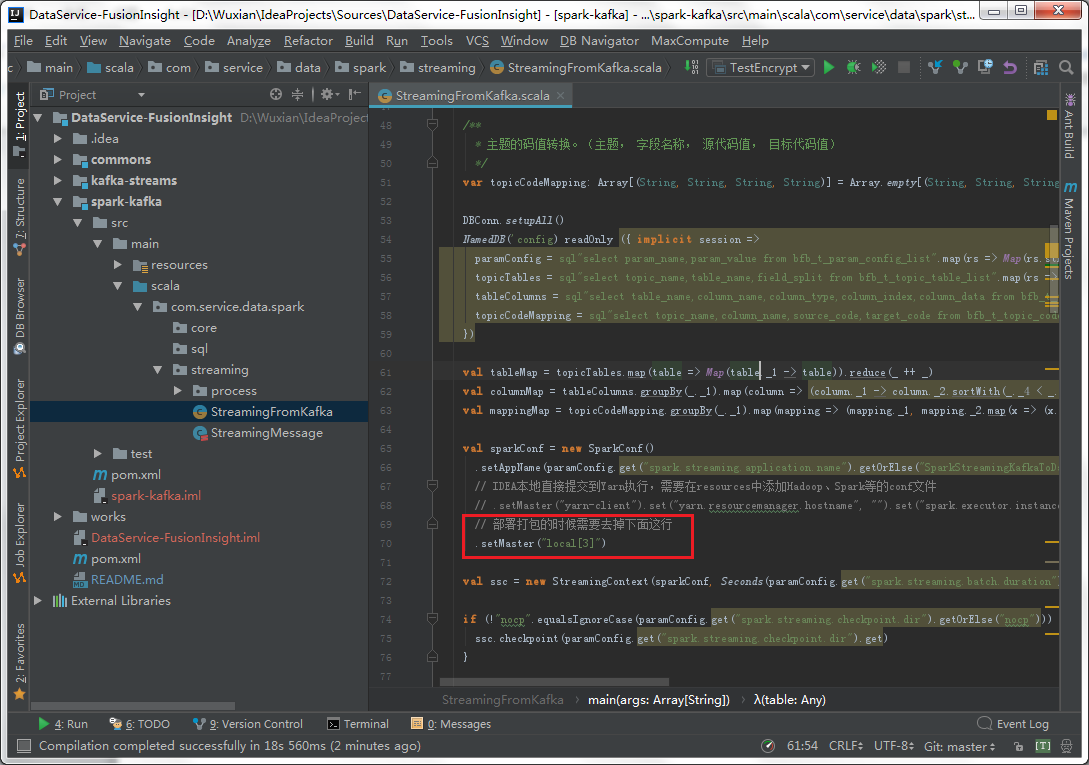 DataService-FusionInsight - [D:\Wuxian\IdeaProjects\Sources\DataService-FusionInsight] - [spark-kafka] - ...\spark-kafka\src\main\scala\com\service\data\spark\st...
File Edit View Navigate Code Analyze Refactor Build Run Tools VCS Window DB Navigator MaxCompute Help
c main scala com service data spark streaming StreamingFromKafka.scala TestEncrypt
Project
StreamingFromKafka.scala
1: Project
7: Structure
DB Browser
Project Explorer
Job Explorer
2: Favorites
DataService-FusionInsight D:\Wuxian\IdeaProject
.idea
commons
kafka-streams
spark-kafka
src
main
resources
scala
com.service.data.spark
core
sql
streaming
process
StreamingFromKafka
StreamingMessage
test
pom.xml
spark-kafka.iml
works
DataService-FusionInsight.iml
pom.xml
README.md
External Libraries
48 /**
49 * 主题的码值转换。(主题, 字段名称, 源代码值, 目标代码值)
50 */
51 var topicCodeMapping: Array[(String, String, String, String)] = Array.empty[(String, String, String, String
52
53 DBConn.setupAll()
54 NamedDB('config) readOnly ({ implicit session =>
55 paramConfig = sql"select param_name,param_value from bfb_t_param_config_list".map(rs => Map(rs.st
56 topicTables = sql"select topic_name,table_name,field_split from bfb_t_topic_table_list".map(rs =
57 tableColumns = sql"select table_name,column_name,column_type,column_index,column_data from bfb_t
58 topicCodeMapping = sql"select topic_name,column_name,source_code,target_code from bfb_t_topic_cod
59 })
60
61 val tableMap = topicTables.map(table => Map(table._1 -> table)).reduce(_ ++ _)
62 val columnMap = tableColumns.groupBy(_._1).map(column => (column._1 -> column._2.sortWith(_._4 < _.
63 val mappingMap = topicCodeMapping.groupBy(_._1).map(mapping => (mapping._1, mapping._2.map(x => (x.
64
65 val sparkConf = new SparkConf()
66 .setAppName(paramConfig.get("spark.streaming.application.name").getOrElse("SparkStreamingKafkaToD
67 // IDEA本地直接提交到Yarn执行,需要在resources中添加Hadoop、Spark等的conf文件
68 // .setMaster("yarn-client").set("yarn.resourcemanager.hostname", "").set("spark.executor.instanc
69 // 部署打包的时候需要去掉下面这行
70 .setMaster("local[3]")
71
72 val ssc = new StreamingContext(sparkConf, Seconds(paramConfig.get("spark.streaming.batch.duration")
73
74 if (!"nocp".equalsIgnoreCase(paramConfig.get("spark.streaming.checkpoint.dir").getOrElse("nocp")))
75 ssc.checkpoint(paramConfig.get("spark.streaming.checkpoint.dir").get)
76 }
77
Ant Build
Maven Projects
StreamingFromKafka main(args: Array[String]) λ(table: Any)
4: Run 6: TODO 9: Version Control Terminal 0: Messages Event Log
Compilation completed successfully in 18s 560ms (2 minutes ago) 61:54 CRLF UTF-8 Git: master [T]